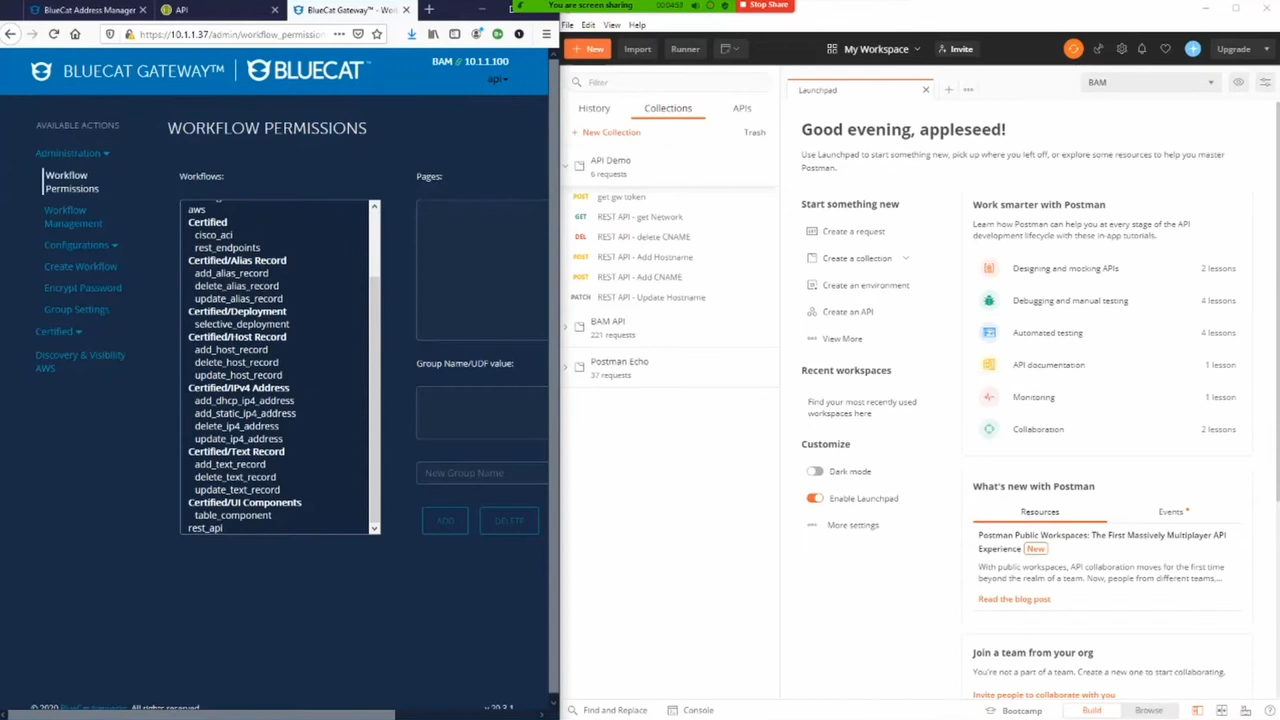 BlueCat Address Manager
API
BlueCat Gateway™ - Wo
You are screen sharing
00:04:53
Stop Share
https://10.1.1.37/admin/workflow_permission
BLUECAT GATEWAY™
BLUECAT™
BAM 10.1.1.100
api
AVAILABLE ACTIONS
Administration
Workflow
Permissions
Workflow
Management
Configurations
Create Workflow
Encrypt Password
Group Settings
Certified
Discovery & Visibility
AWS
WORKFLOW PERMISSIONS
Workflows:
aws
Certified
cisco_aci
rest_endpoints
Certified/Alias Record
add_alias_record
delete_alias_record
update_alias_record
Certified/Deployment
selective_deployment
Certified/Host Record
add_host_record
delete_host_record
update_host_record
Certified/IPv4 Address
add_dhcp_ip4_address
add_static_ip4_address
delete_ip4_address
update_ip4_address
Certified/Text Record
add_text_record
delete_text_record
update_text_record
Certified/UI Components
table_component
rest_api
Pages:
Group Name/UDF value:
New Group Name
ADD
DELETE
© 2020 BlueCat Networks. All rights reserved.
v 20.3.1
File Edit View Help
+ New
Import
Runner
My Workspace
Invite
Upgrade
Filter
History
Collections
APIs
+ New Collection
Trash
API Demo
6 requests
POST get gw token
GET REST API - get Network
DEL REST API - delete CNAME
POST REST API - Add Hostname
POST REST API - Add CNAME
PATCH REST API - Update Hostname
BAM API
221 requests
Postman Echo
37 requests
Launchpad
BAM
Good evening, appleseed!
Use Launchpad to start something new, pick up where you left off, or explore some resources to help you master
Postman.
Start something new
Create a request
Create a collection
Create an environment
Create an API
View More
Recent workspaces
Find your most recently used
workspaces here
Customize
Dark mode
Enable Launchpad
More settings
Work smarter with Postman
Learn how Postman can help you at every stage of the API
development lifecycle with these in-app tutorials.
Designing and mocking APIs 2 lessons
Debugging and manual testing 4 lessons
Automated testing 4 lessons
API documentation 1 lesson
Monitoring 1 lesson
Collaboration 2 lessons
What's new with Postman
Resources
Events
Postman Public Workspaces: The First Massively Multiplayer API
Experience New
With public workspaces, API collaboration moves for the first time
beyond the realm of a team. Now, people from different teams,...
Read the blog post
Join a team from your org
You're not a part of a team. Create a new one to start collaborating.
Invite people to collaborate with you
Find and Replace
Console
Bootcamp
Build
Browse